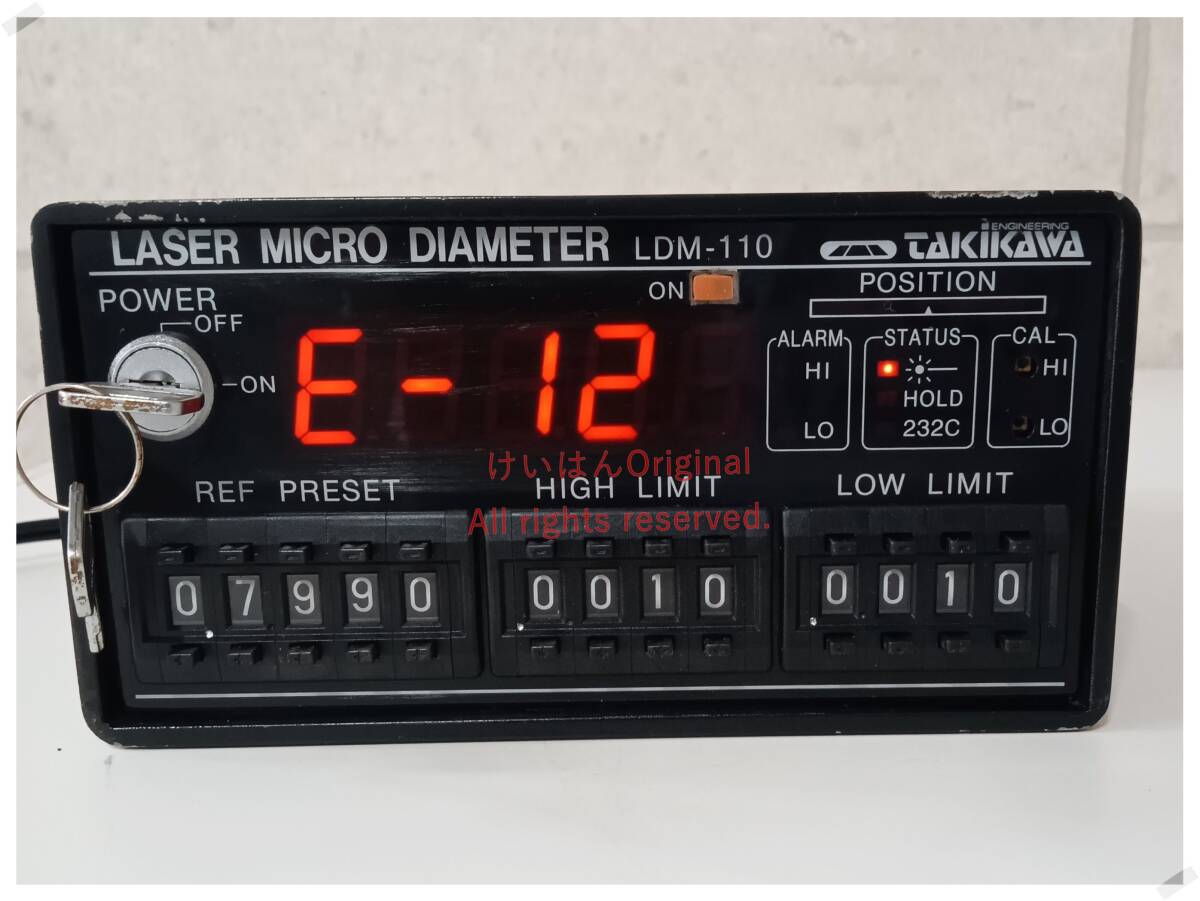 LASER MICRO DIAMETER LDM-110
ENGINEERING
TAKIKAWA
POWER
OFF
ON
ON
E-12
POSITION
ALARM
HI
LO
STATUS
HOLD
232C
CAL
HI
LO
けいはんOriginal
All rights reserved.
REF PRESET
HIGH LIMIT
LOW LIMIT
07990
0010
0010